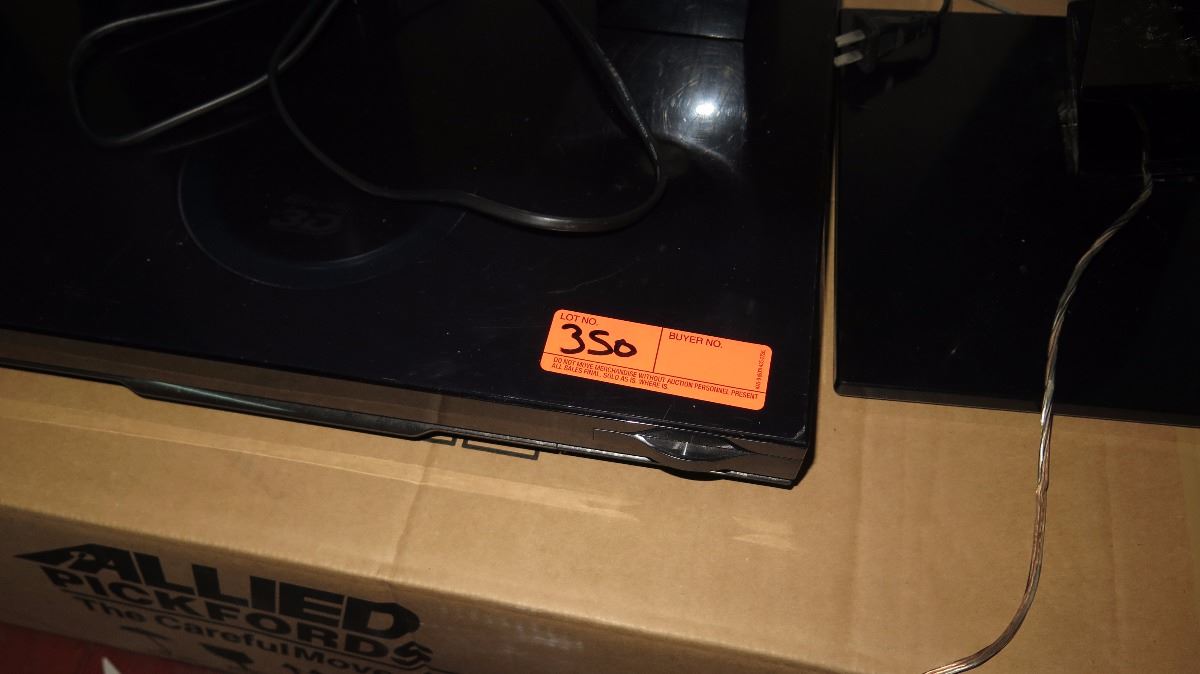 3D
LOT NO.
350
BUYER NO.
DO NOT MOVE MERCHANDISE WITHOUT AUCTION PERSONNEL PRESENT
ALL SALES FINAL. SOLD AS IS. WHERE IS.
ALLIED
PICKFORDS
The Careful